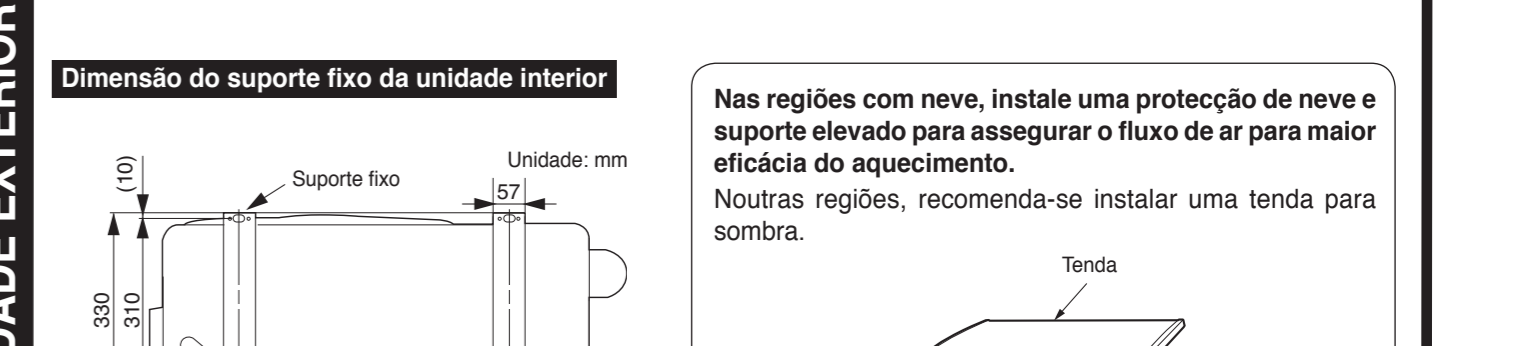 DADE EXTERIOR
Dimensão do suporte fixo da unidade interior
Unidade: mm
(10)
Suporte fixo
57
330
310
Nas regiões com neve, instale uma protecção de neve e
suporte elevado para assegurar o fluxo de ar para maior
eficácia do aquecimento.
Noutras regiões, recomenda-se instalar uma tenda para
sombra.
Tenda